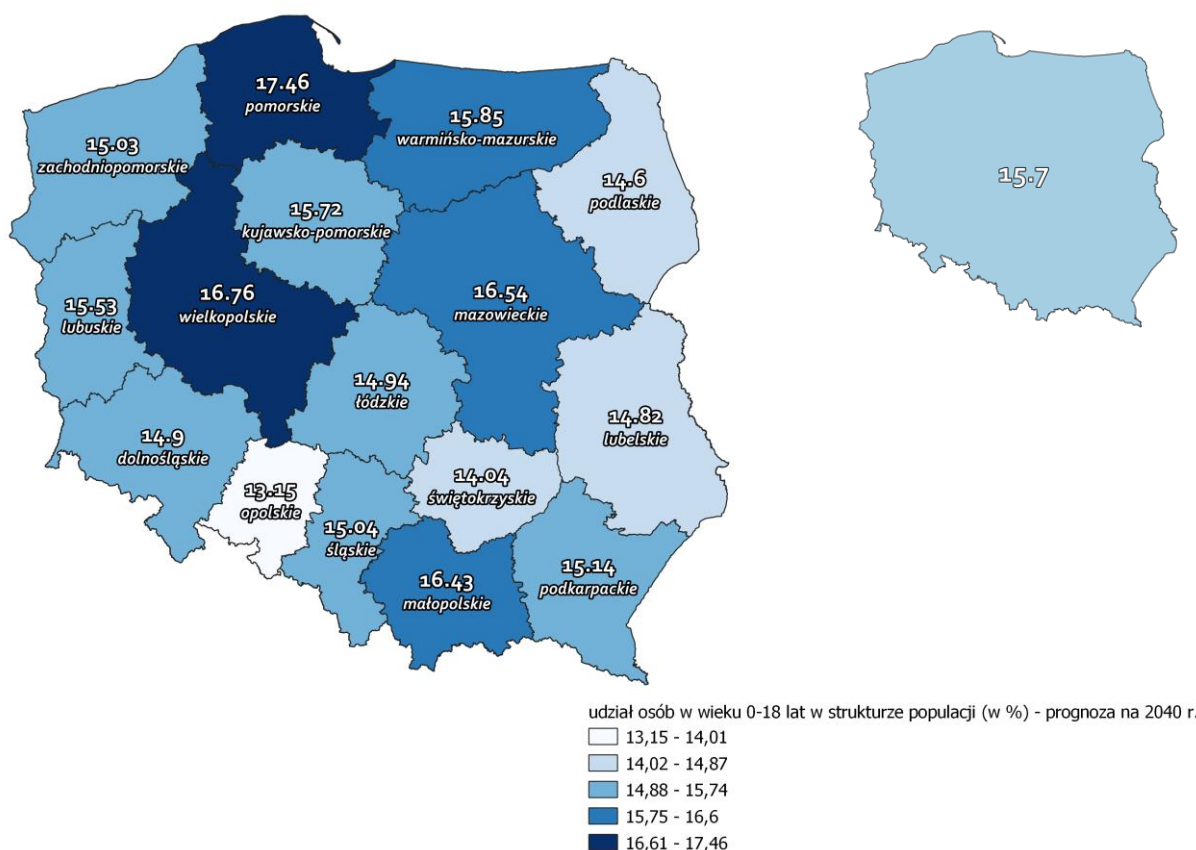 17.46
pomorskie
15.85
warmińsko-mazurskie
15.03
zachodniopomorskie
14.6
podlaskie
15.7
15.72
kujawsko-pomorskie
16.76
wielkopolskie
16.54
mazowieckie
15.53
lubuskie
14.94
łódzkie
14.82
lubelskie
14.9
dolnośląskie
13.15
opolskie
14.04
świętokrzyskie
15.04
śląskie
16.43
małopolskie
15.14
podkarpackie
udział osób w wieku 0-18 lat w strukturze populacji (w %) - prognoza na 2040 r.
13,15 - 14,01
14,02 - 14,87
14,88 - 15,74
15,75 - 16,6
16,61 - 17,46